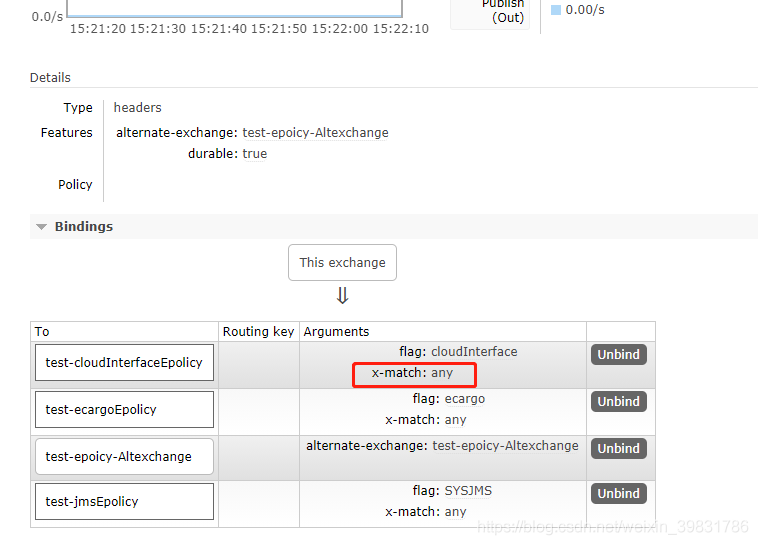 Publish
(Out)
0.00/s
0.0/s
15:21:20 15:21:30 15:21:40 15:21:50 15:22:00 15:22:10
Details
Type headers
Features alternate-exchange: test-epoicy-Altexchange
durable: true
Policy
Bindings
This exchange
⇓
To Routing key Arguments
test-cloudInterfaceEpolicy flag: cloudInterface Unbind
x-match: any
test-ecargoEpolicy flag: ecargo Unbind
x-match: any
test-epoicy-Altexchange alternate-exchange: test-epoicy-Altexchange Unbind
test-jmsEpolicy flag: SYSJMS Unbind
x-match: any
https://blog.csdn.net/weixin_39831786